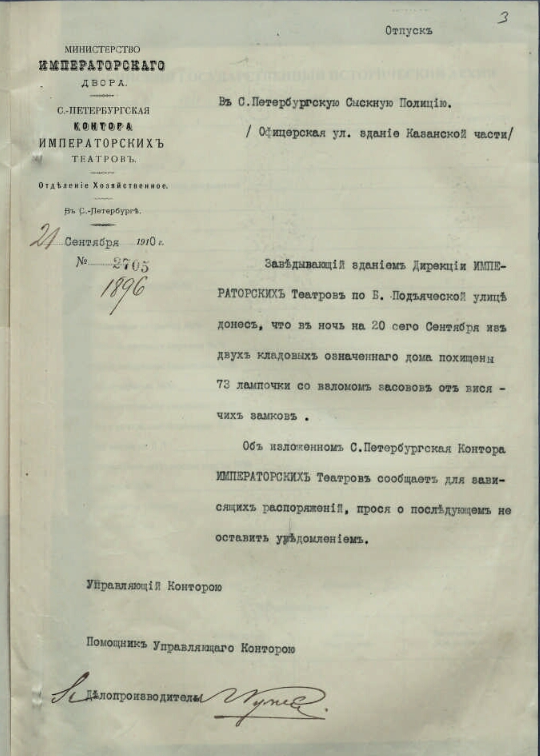 Отпускъ
3
МИНИСТЕРСТВО
ИМПЕРАТОРСКАГО
ДВОРА.
С.-ПЕТЕРБУРГСКАЯ
КОНТОРА
ИМПЕРАТОРСКИХЪ
ТЕАТРОВЪ.
Отдѣленіе Хозяйственное.
Въ С.-Петербургѣ.
21 Сентября 1910 г.
№ 2705
1896
Въ С.Петербургскую Сыскную Полицію.
/ Офицерская ул. зданіе Казанской части/
Завѣдывающій зданіемъ Дирекціи ИМПЕ-
РАТОРСКИХЪ Театровъ по Б. Подъяческой улицѣ
донесъ, что въ ночь на 20 сего Сентября изъ
двухъ кладовыхъ означеннаго дома похищены
73 лампочки со взломомъ засововъ отъ вися -
чихъ замковъ .
Объ изложенномъ С.Петербургская Контора
ИМПЕРАТОРСКИХЪ Театровъ сообщаетъ для зави-
сящихъ распоряженій, прося о послѣдующемъ не
оставить увѣдомленіемъ.
Управляющій Конторою
Помощникъ Управляющаго Конторою
Дѣлопроизводитель